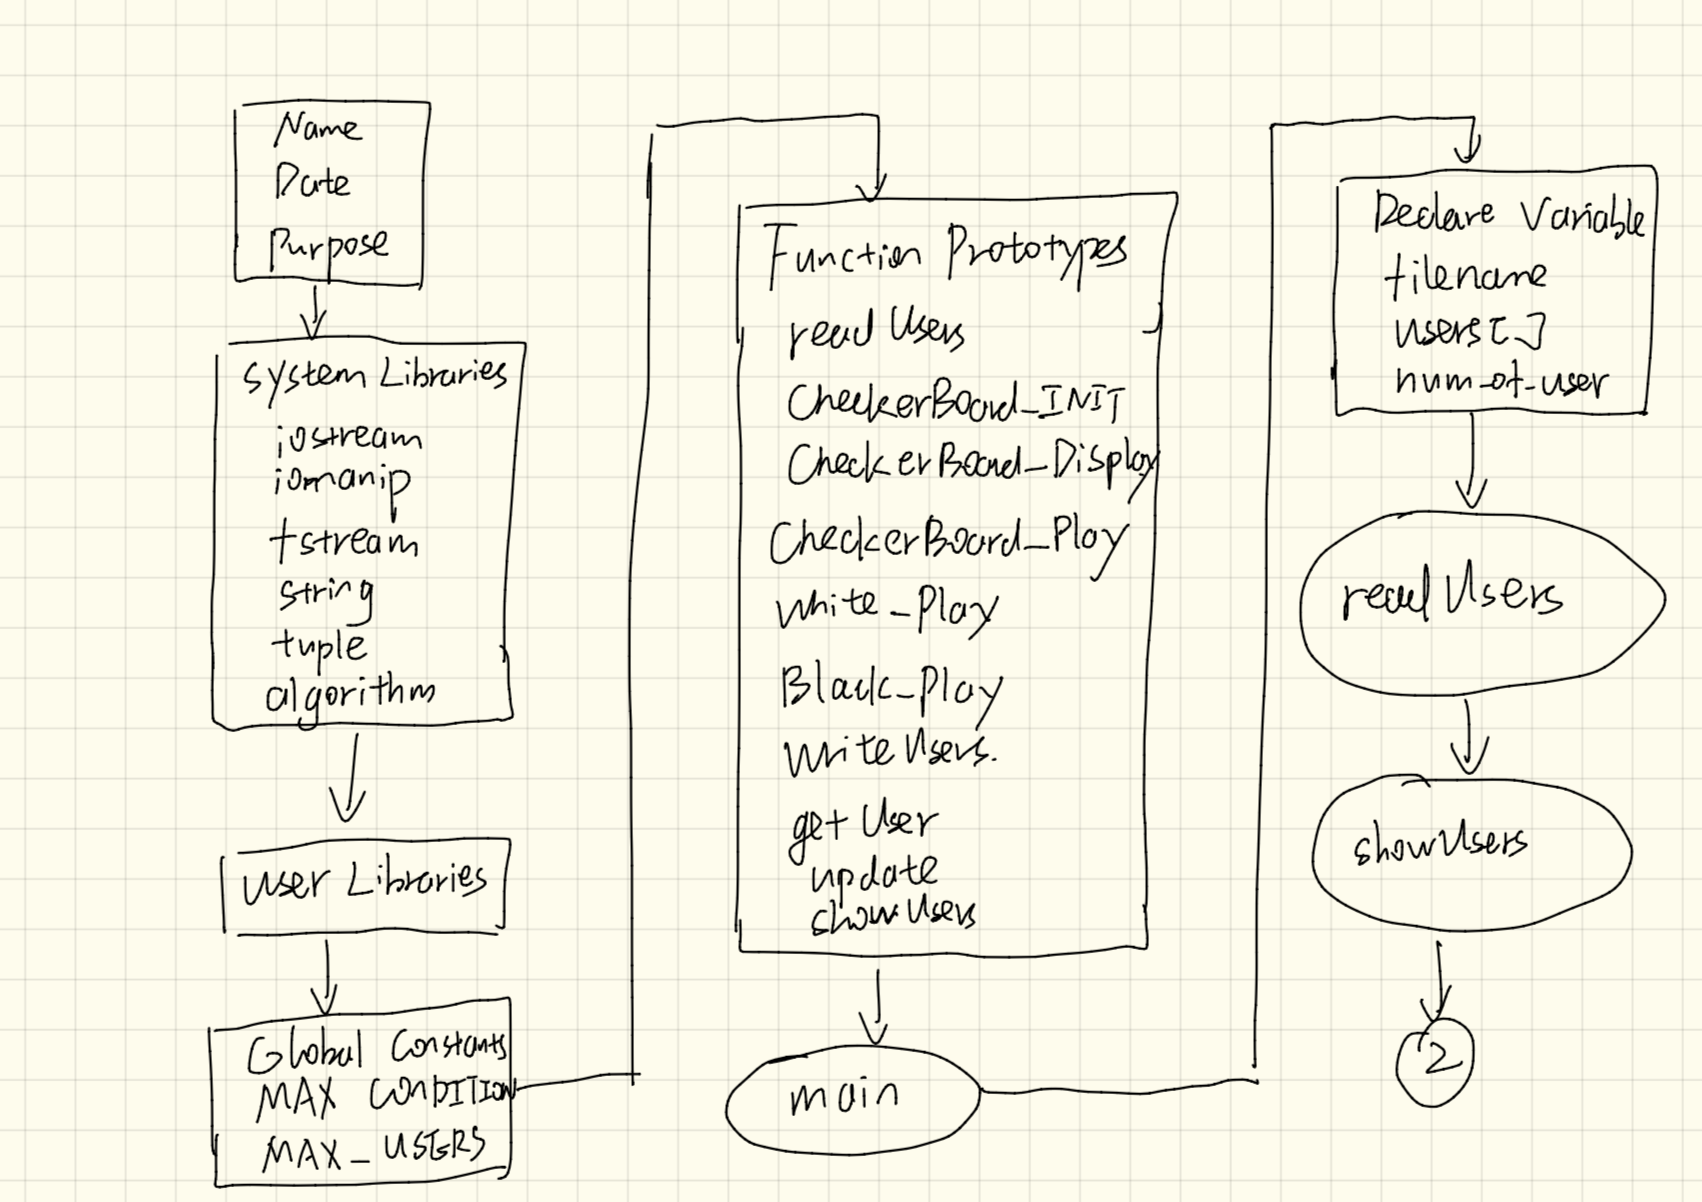 Name
Date
Purpose
System Libraries
iostream
iomanip
fstream
string
tuple
algorithm
User Libraries
Global Constants
MAX CONDITION
MAX_USERS
Function Prototypes
read Users
CheckerBoard_INIT
CheckerBoard_Display
CheckerBoard_Play
White_Play
Black_Play
Write Users.
get User
update
show Users
main
Declare Variable
filename
users[]
num_of_user
read Users
showUsers
2